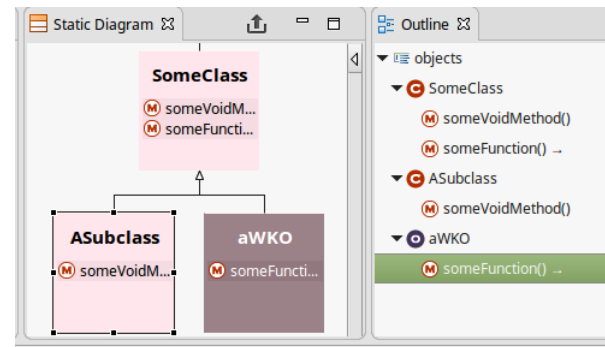 Static Diagram
SomeClass
M someVoidM...
M someFuncti...
ASubclass
M someVoidM...
aWKO
M someFuncti...
Outline
objects
C SomeClass
M someVoidMethod()
M someFunction() →
C ASubclass
M someVoidMethod()
O aWKO
M someFunction() →